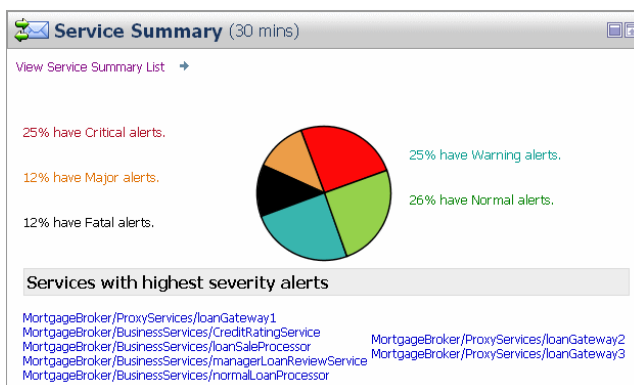 Service Summary (30 mins)
View Service Summary List
25% have Critical alerts.
12% have Major alerts.
12% have Fatal alerts.
25% have Warning alerts.
26% have Normal alerts.
Services with highest severity alerts
MortgageBroker/ProxyServices/loanGateway1
MortgageBroker/BusinessServices/CreditRatingService
MortgageBroker/BusinessServices/loanSaleProcessor
MortgageBroker/BusinessServices/managerLoanReviewService
MortgageBroker/BusinessServices/normalLoanProcessor
MortgageBroker/ProxyServices/loanGateway2
MortgageBroker/ProxyServices/loanGateway3